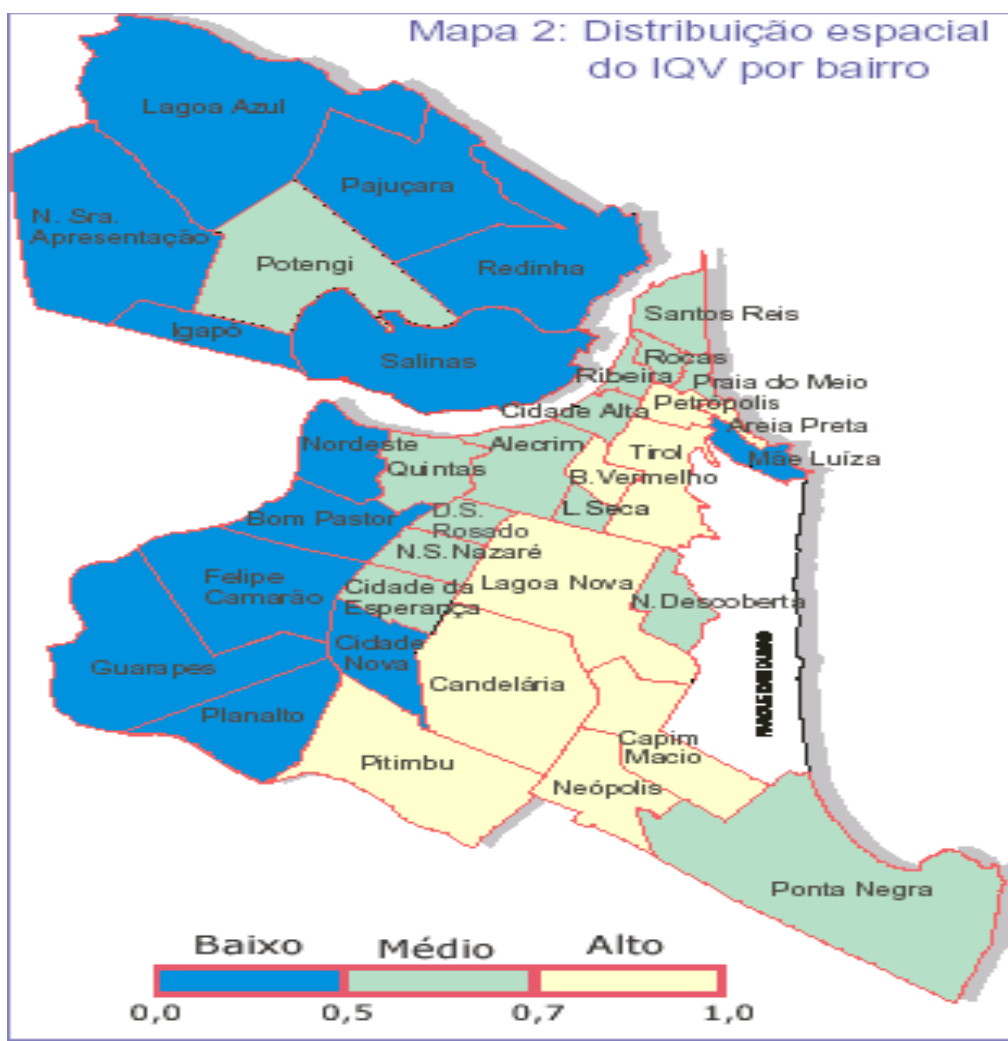 Mapa 2: Distribuição espacial
do IQV por bairro
Lagoa Azul
Pajuçara
N. Sra.
Apresentação
Potengi
Redinha
Igapó
Salinas
Santos Reis
Rocas
Ribeira
Praia do Meio
Petrópolis
Cidade Alta
Areia Preta
Nordeste
Alecrim
Tirol
Mãe Luíza
Quintas
B. Vermelho
Bom Pastor
D.S.
Rosado
L. Seca
N.S. Nazaré
Felipe
Camarão
Cidade da
Esperança
Lagoa Nova
N. Descoberta
Cidade
Nova
Guarapes
Candelária
Planalto
Pitimbu
Capim
Macio
Neópolis
Ponta Negra
Baixo Médio Alto
0,0 0,5 0,7 1,0